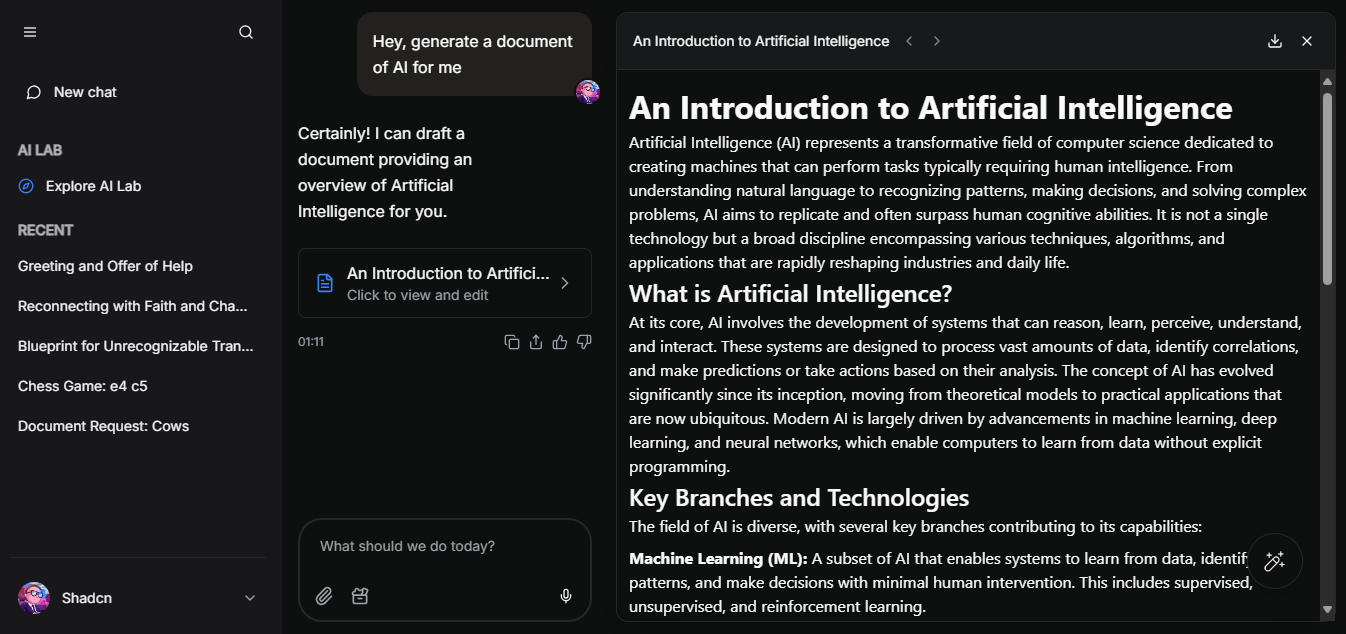 New chat
AI LAB
Explore AI Lab
RECENT
Greeting and Offer of Help
Reconnecting with Faith and Cha...
Blueprint for Unrecognizable Tran...
Chess Game: e4 c5
Document Request: Cows
Shadcn
Hey, generate a document
of AI for me
Certainly! I can draft a
document providing an
overview of Artificial
Intelligence for you.
An Introduction to Artifici...
Click to view and edit
01:11
What should we do today?
An Introduction to Artificial Intelligence
An Introduction to Artificial Intelligence
Artificial Intelligence (AI) represents a transformative field of computer science dedicated to
creating machines that can perform tasks typically requiring human intelligence. From
understanding natural language to recognizing patterns, making decisions, and solving complex
problems, AI aims to replicate and often surpass human cognitive abilities. It is not a single
technology but a broad discipline encompassing various techniques, algorithms, and
applications that are rapidly reshaping industries and daily life.
What is Artificial Intelligence?
At its core, AI involves the development of systems that can reason, learn, perceive, understand,
and interact. These systems are designed to process vast amounts of data, identify correlations,
and make predictions or take actions based on their analysis. The concept of AI has evolved
significantly since its inception, moving from theoretical models to practical applications that
are now ubiquitous. Modern AI is largely driven by advancements in machine learning, deep
learning, and neural networks, which enable computers to learn from data without explicit
programming.
Key Branches and Technologies
The field of AI is diverse, with several key branches contributing to its capabilities:
Machine Learning (ML): A subset of AI that enables systems to learn from data, identify
patterns, and make decisions with minimal human intervention. This includes supervised,
unsupervised, and reinforcement learning.